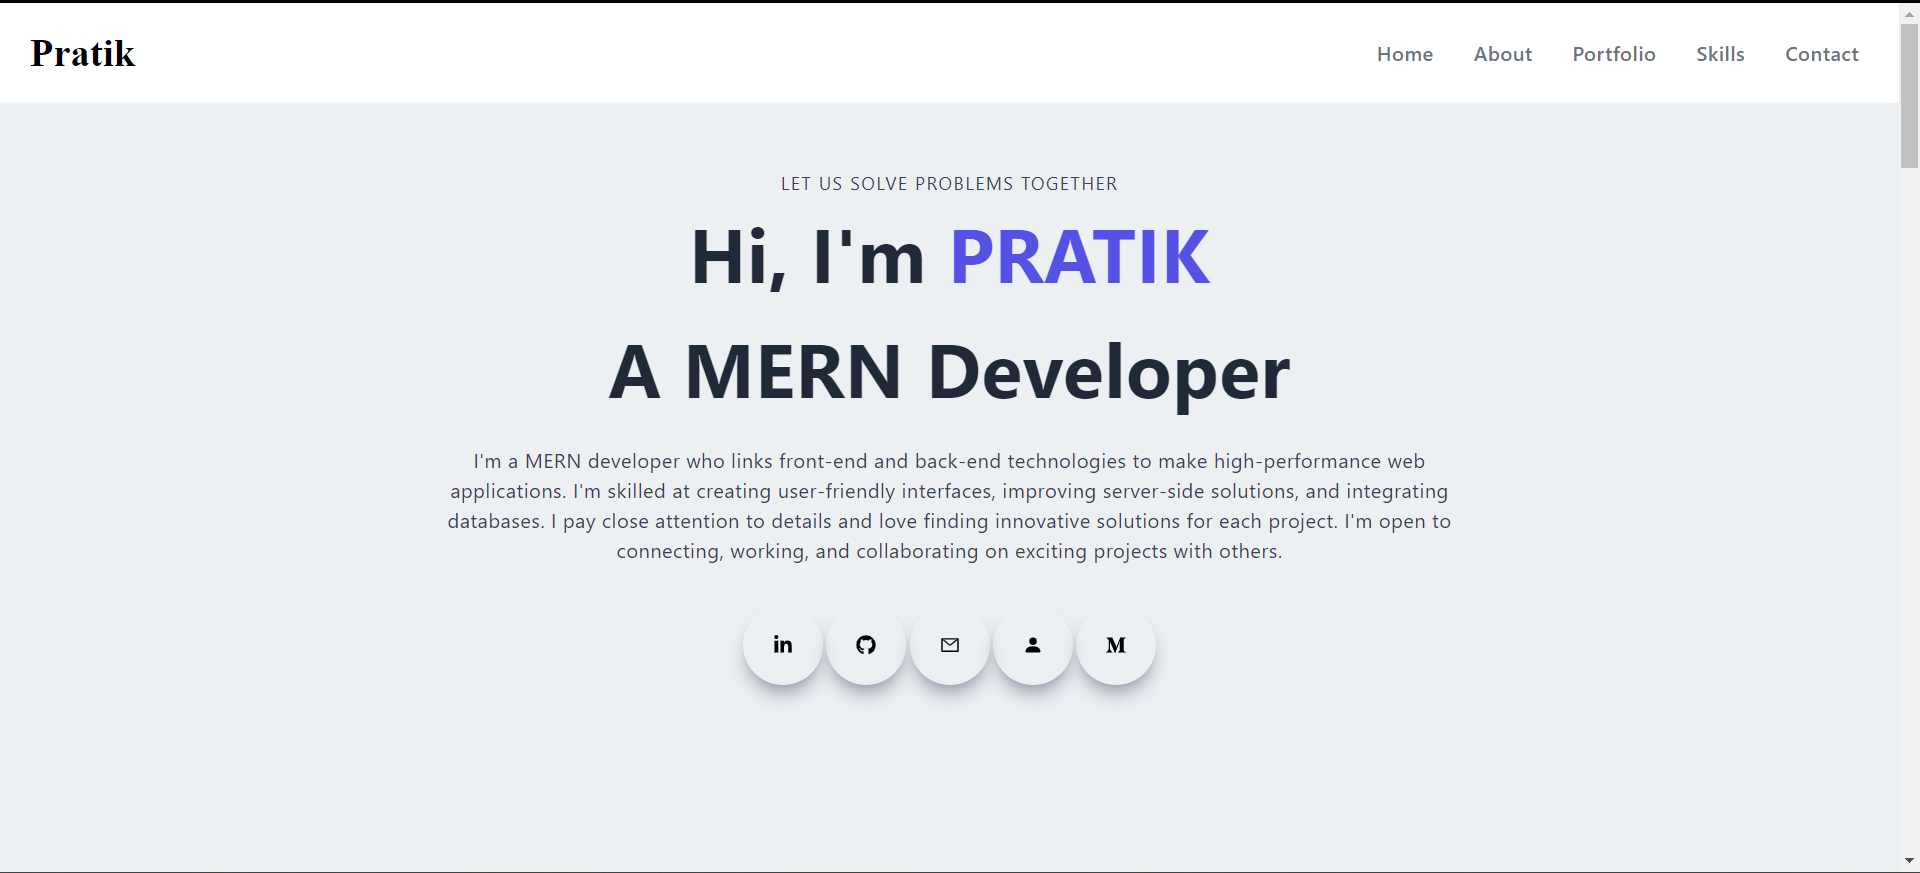 Pratik
Home About Portfolio Skills Contact
LET US SOLVE PROBLEMS TOGETHER
Hi, I'm PRATIK
A MERN Developer
I'm a MERN developer who links front-end and back-end technologies to make high-performance web
applications. I'm skilled at creating user-friendly interfaces, improving server-side solutions, and integrating
databases. I pay close attention to details and love finding innovative solutions for each project. I'm open to
connecting, working, and collaborating on exciting projects with others.
in
M